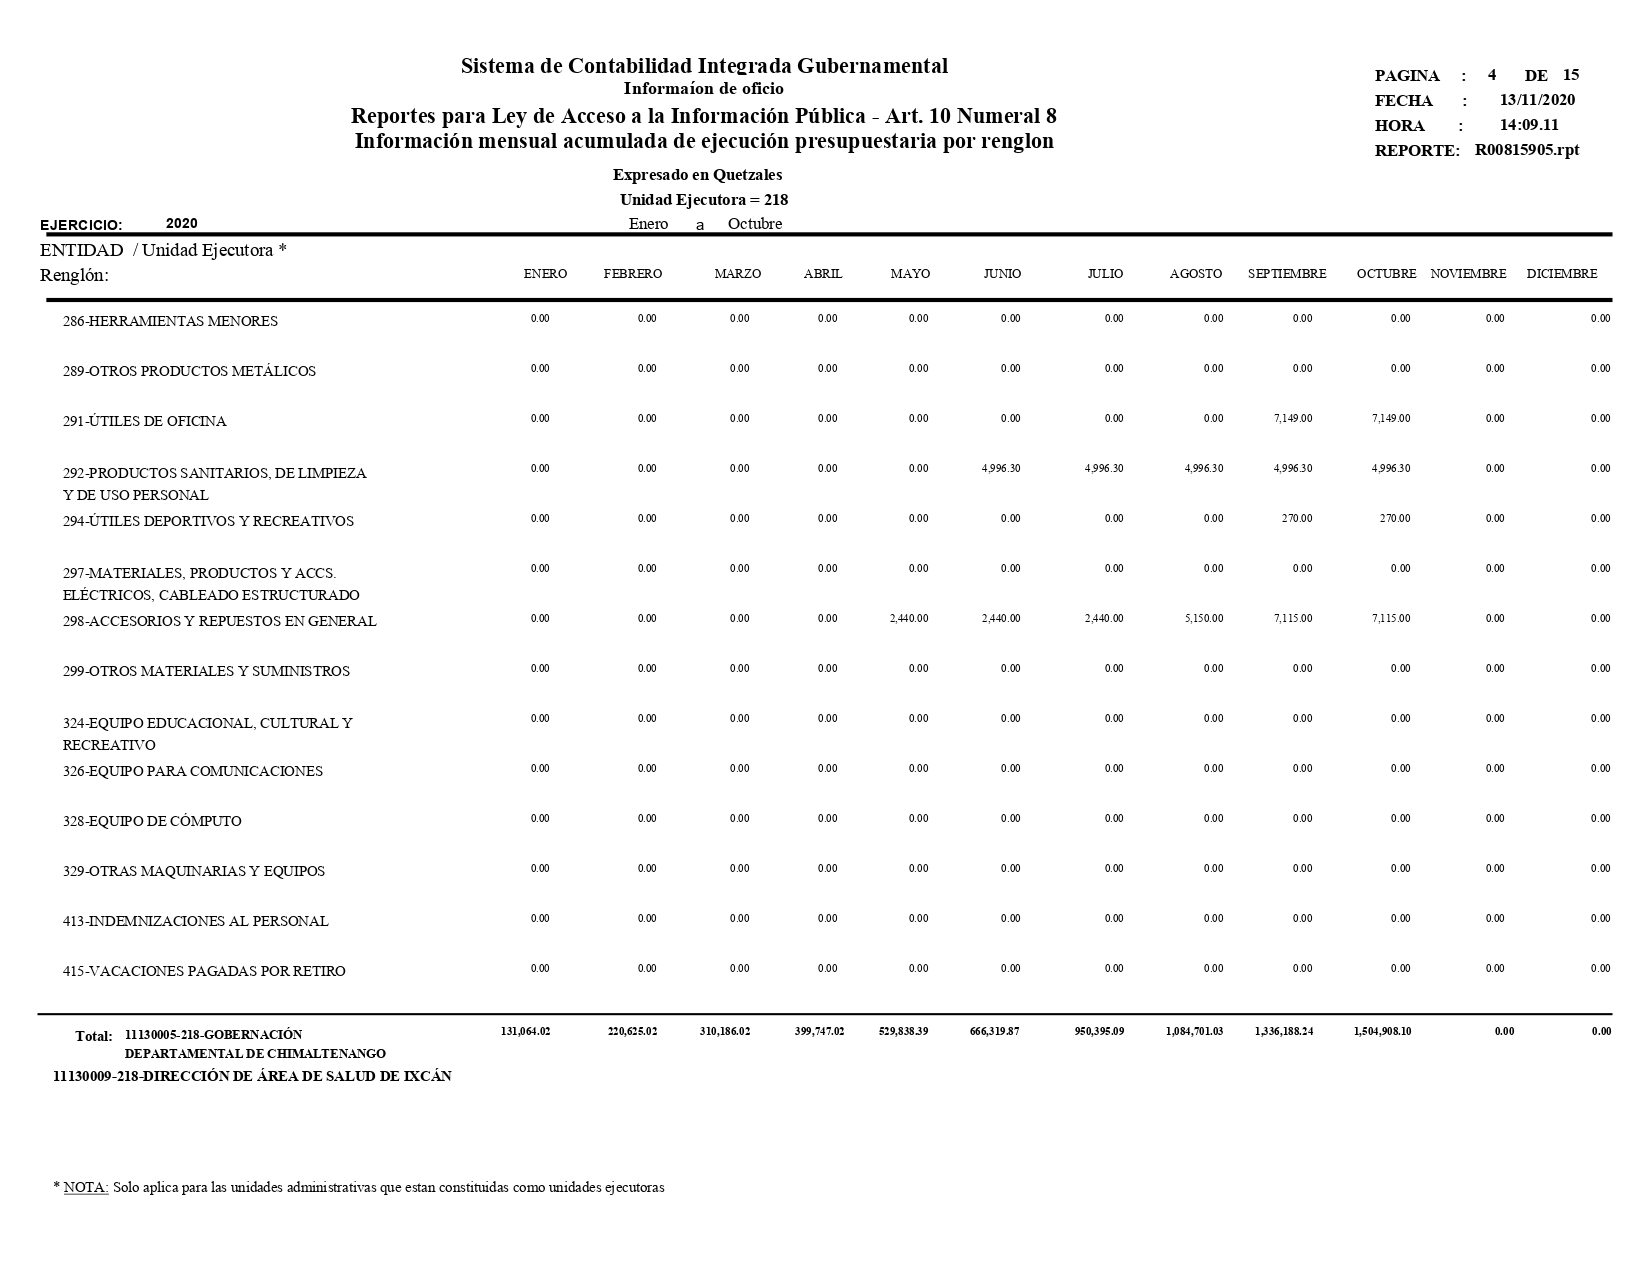 Sistema de Contabilidad Integrada Gubernamental
Informaíon de oficio
Reportes para Ley de Acceso a la Información Pública - Art. 10 Numeral 8
Información mensual acumulada de ejecución presupuestaria por renglon
PAGINA : 4 DE 15
FECHA : 13/11/2020
HORA : 14:09.11
REPORTE: R00815905.rpt
Expresado en Quetzales
Unidad Ejecutora = 218
EJERCICIO: 2020 Enero a Octubre
ENTIDAD / Unidad Ejecutora *
Renglón: ENERO FEBRERO MARZO ABRIL MAYO JUNIO JULIO AGOSTO SEPTIEMBRE OCTUBRE NOVIEMBRE DICIEMBRE
286-HERRAMIENTAS MENORES 0.00 0.00 0.00 0.00 0.00 0.00 0.00 0.00 0.00 0.00 0.00 0.00
289-OTROS PRODUCTOS METÁLICOS 0.00 0.00 0.00 0.00 0.00 0.00 0.00 0.00 0.00 0.00 0.00 0.00
291-ÚTILES DE OFICINA 0.00 0.00 0.00 0.00 0.00 0.00 0.00 0.00 7,149.00 7,149.00 0.00 0.00
292-PRODUCTOS SANITARIOS, DE LIMPIEZA 0.00 0.00 0.00 0.00 0.00 4,996.30 4,996.30 4,996.30 4,996.30 4,996.30 0.00 0.00
Y DE USO PERSONAL
294-ÚTILES DEPORTIVOS Y RECREATIVOS 0.00 0.00 0.00 0.00 0.00 0.00 0.00 0.00 270.00 270.00 0.00 0.00
297-MATERIALES, PRODUCTOS Y ACCS. 0.00 0.00 0.00 0.00 0.00 0.00 0.00 0.00 0.00 0.00 0.00 0.00
ELÉCTRICOS, CABLEADO ESTRUCTURADO
298-ACCESORIOS Y REPUESTOS EN GENERAL 0.00 0.00 0.00 0.00 2,440.00 2,440.00 2,440.00 5,150.00 7,115.00 7,115.00 0.00 0.00
299-OTROS MATERIALES Y SUMINISTROS 0.00 0.00 0.00 0.00 0.00 0.00 0.00 0.00 0.00 0.00 0.00 0.00
324-EQUIPO EDUCACIONAL, CULTURAL Y 0.00 0.00 0.00 0.00 0.00 0.00 0.00 0.00 0.00 0.00 0.00 0.00
RECREATIVO
326-EQUIPO PARA COMUNICACIONES 0.00 0.00 0.00 0.00 0.00 0.00 0.00 0.00 0.00 0.00 0.00 0.00
328-EQUIPO DE CÓMPUTO 0.00 0.00 0.00 0.00 0.00 0.00 0.00 0.00 0.00 0.00 0.00 0.00
329-OTRAS MAQUINARIAS Y EQUIPOS 0.00 0.00 0.00 0.00 0.00 0.00 0.00 0.00 0.00 0.00 0.00 0.00
413-INDEMNIZACIONES AL PERSONAL 0.00 0.00 0.00 0.00 0.00 0.00 0.00 0.00 0.00 0.00 0.00 0.00
415-VACACIONES PAGADAS POR RETIRO 0.00 0.00 0.00 0.00 0.00 0.00 0.00 0.00 0.00 0.00 0.00 0.00
Total: 11130005-218-GOBERNACIÓN 131,064.02 220,625.02 310,186.02 399,747.02 529,838.39 666,319.87 950,395.09 1,084,701.03 1,336,188.24 1,504,908.10 0.00 0.00
DEPARTAMENTAL DE CHIMALTENANGO
11130009-218-DIRECCIÓN DE ÁREA DE SALUD DE IXCÁN
* NOTA: Solo aplica para las unidades administrativas que estan constituidas como unidades ejecutoras